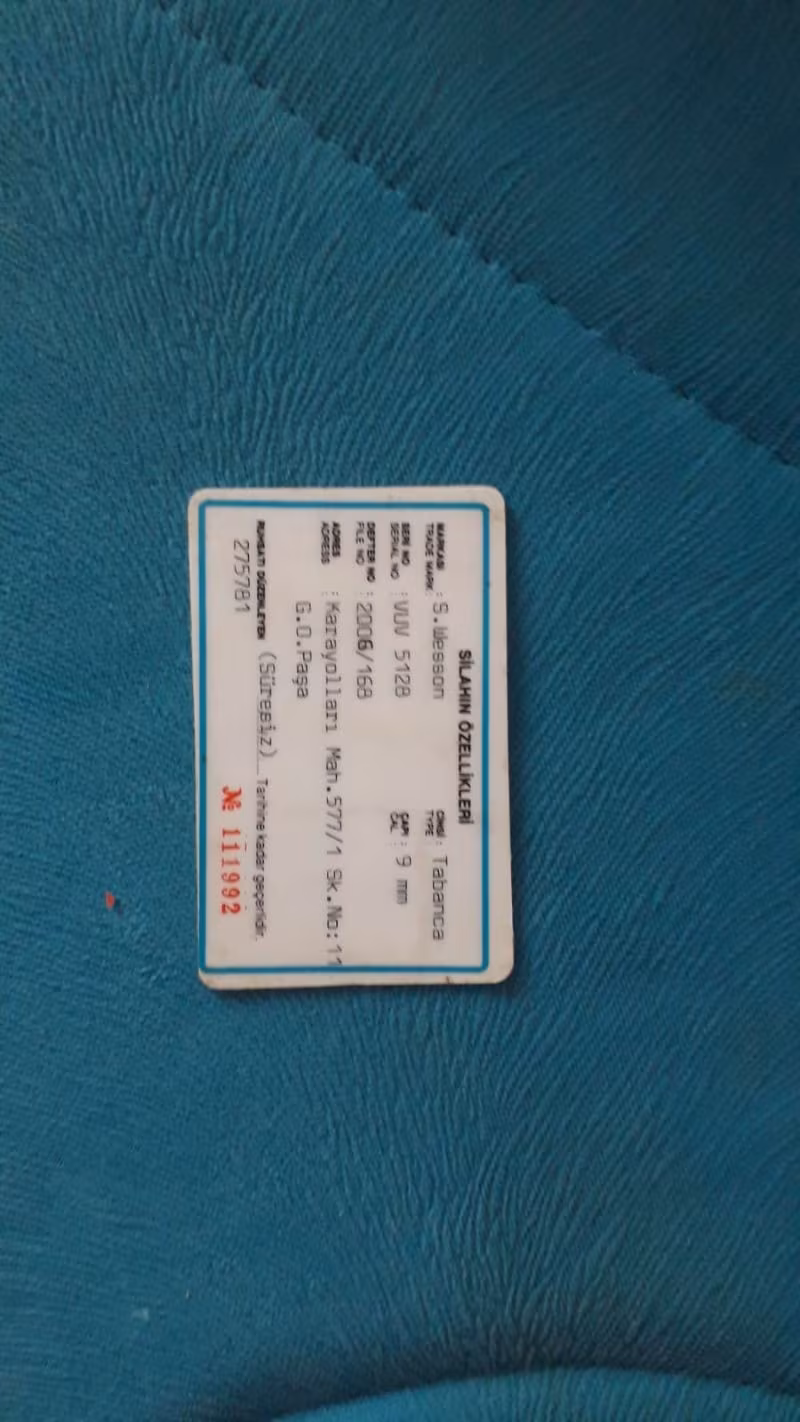 SİLAHIN ÖZELLİKLERİ
MARKASI TRADE MARK : S.Wesson CİNSİ TYPE : Tabanca
SERİ NO SERIAL NO : VUV 5128 ÇAPI CAL : 9 mm
DEFTER NO FILE NO : 2006/168
ADRES ADRESS : Karayolları Mah.577/1 Sk.No:11
G.O.Paşa
RUHSATI DÜZENLEYEN (Süresiz) Tarihine kadar geçerlidir.
275781 № 111992